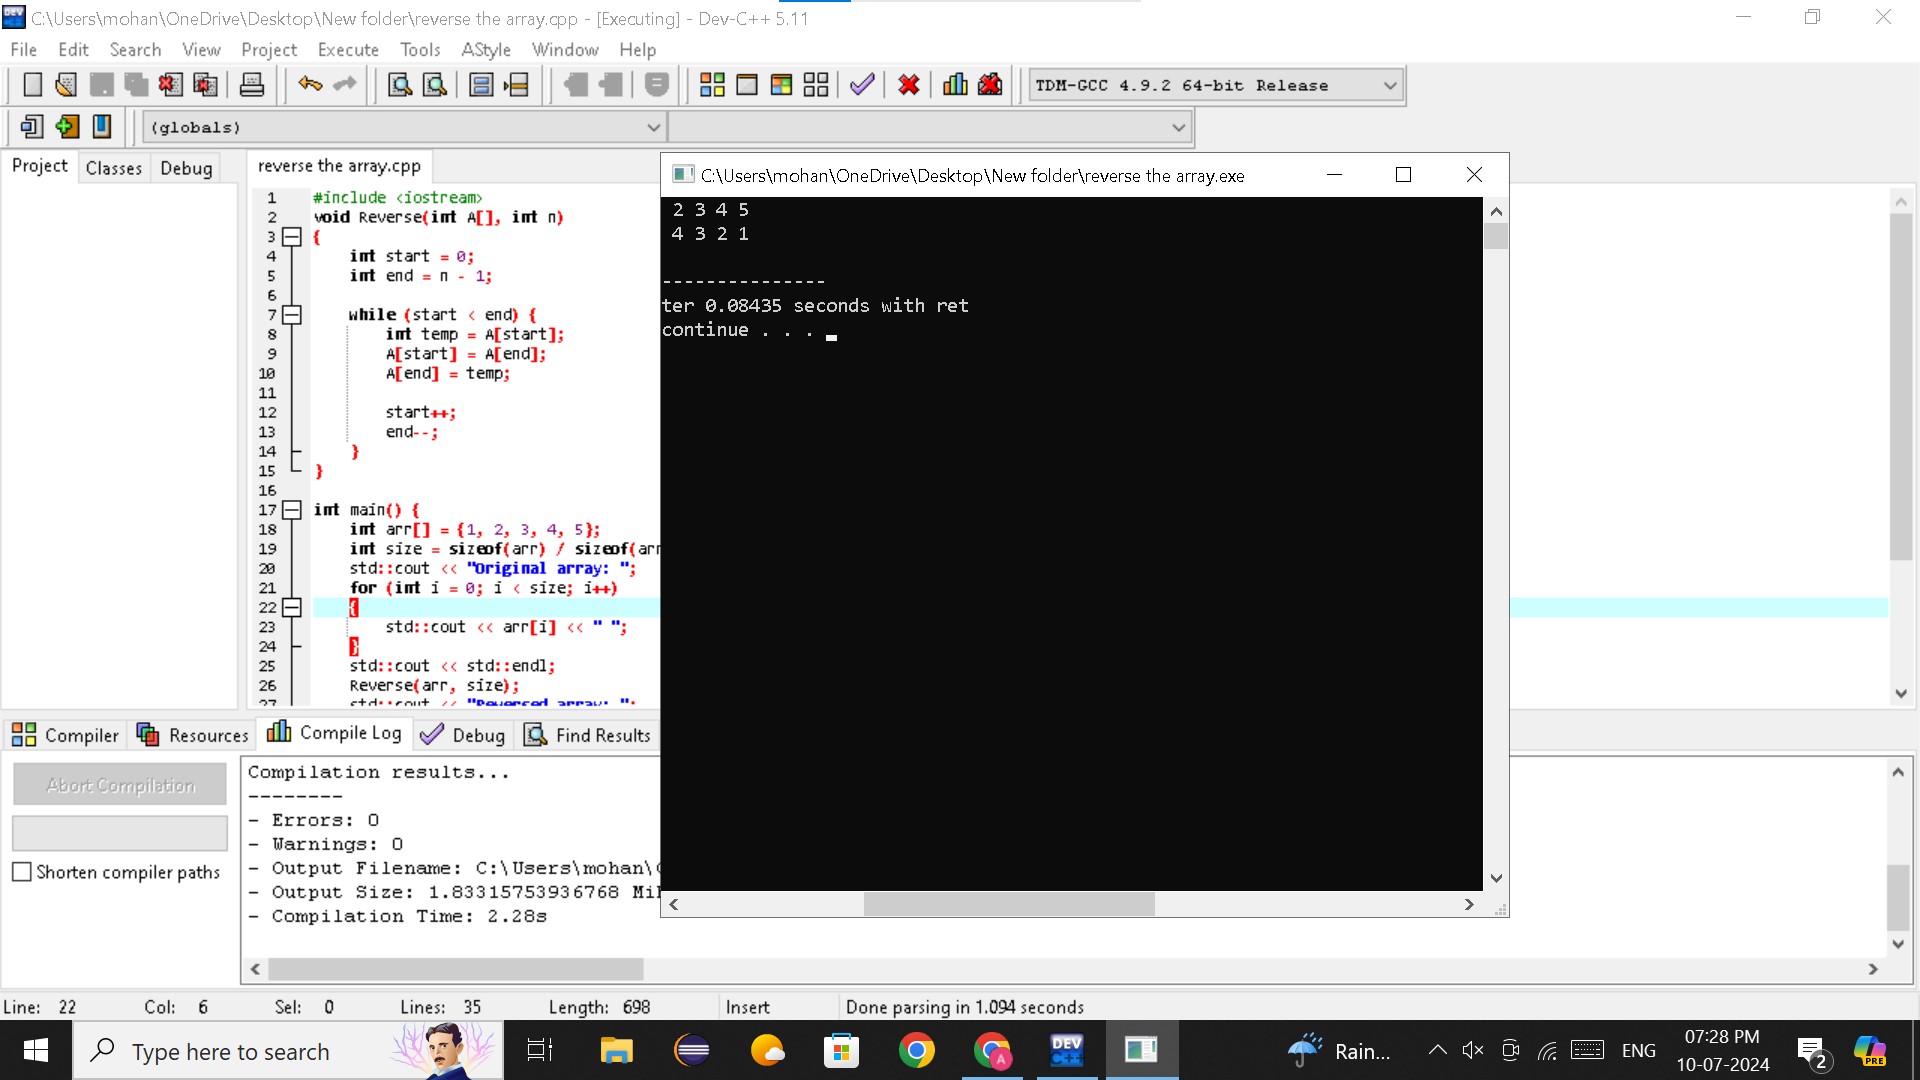 C:\Users\mohan\OneDrive\Desktop\New folder\reverse the array.cpp - [Executing] - Dev-C++ 5.11
File Edit Search View Project Execute Tools AStyle Window Help
TDM-GCC 4.9.2 64-bit Release
(globals)
Project Classes Debug
reverse the array.cpp
1 #include <iostream>
2 void Reverse(int A[], int n)
3 {
4 int start = 0;
5 int end = n - 1;
6
7 while (start < end) {
8 int temp = A[start];
9 A[start] = A[end];
10 A[end] = temp;
11
12 start++;
13 end--;
14 }
15 }
16
17 int main() {
18 int arr[] = {1, 2, 3, 4, 5};
19 int size = sizeof(arr) / sizeof(arr
20 std::cout << "Original array: ";
21 for (int i = 0; i < size; i++)
22 {
23 std::cout << arr[i] << " ";
24 }
25 std::cout << std::endl;
26 Reverse(arr, size);
27 std::cout << "Reversed array: ";
C:\Users\mohan\OneDrive\Desktop\New folder\reverse the array.exe
2 3 4 5
4 3 2 1
---------------
ter 0.08435 seconds with ret
continue . . .
Compiler Resources Compile Log Debug Find Results
Abort Compilation
Shorten compiler paths
Compilation results...
--------
- Errors: 0
- Warnings: 0
- Output Filename: C:\Users\mohan\
- Output Size: 1.83315753936768 Mi
- Compilation Time: 2.28s
Line: 22 Col: 6 Sel: 0 Lines: 35 Length: 698 Insert Done parsing in 1.094 seconds
Type here to search
DEV C++
A
Rain...
ENG
07:28 PM
10-07-2024
2
PRE